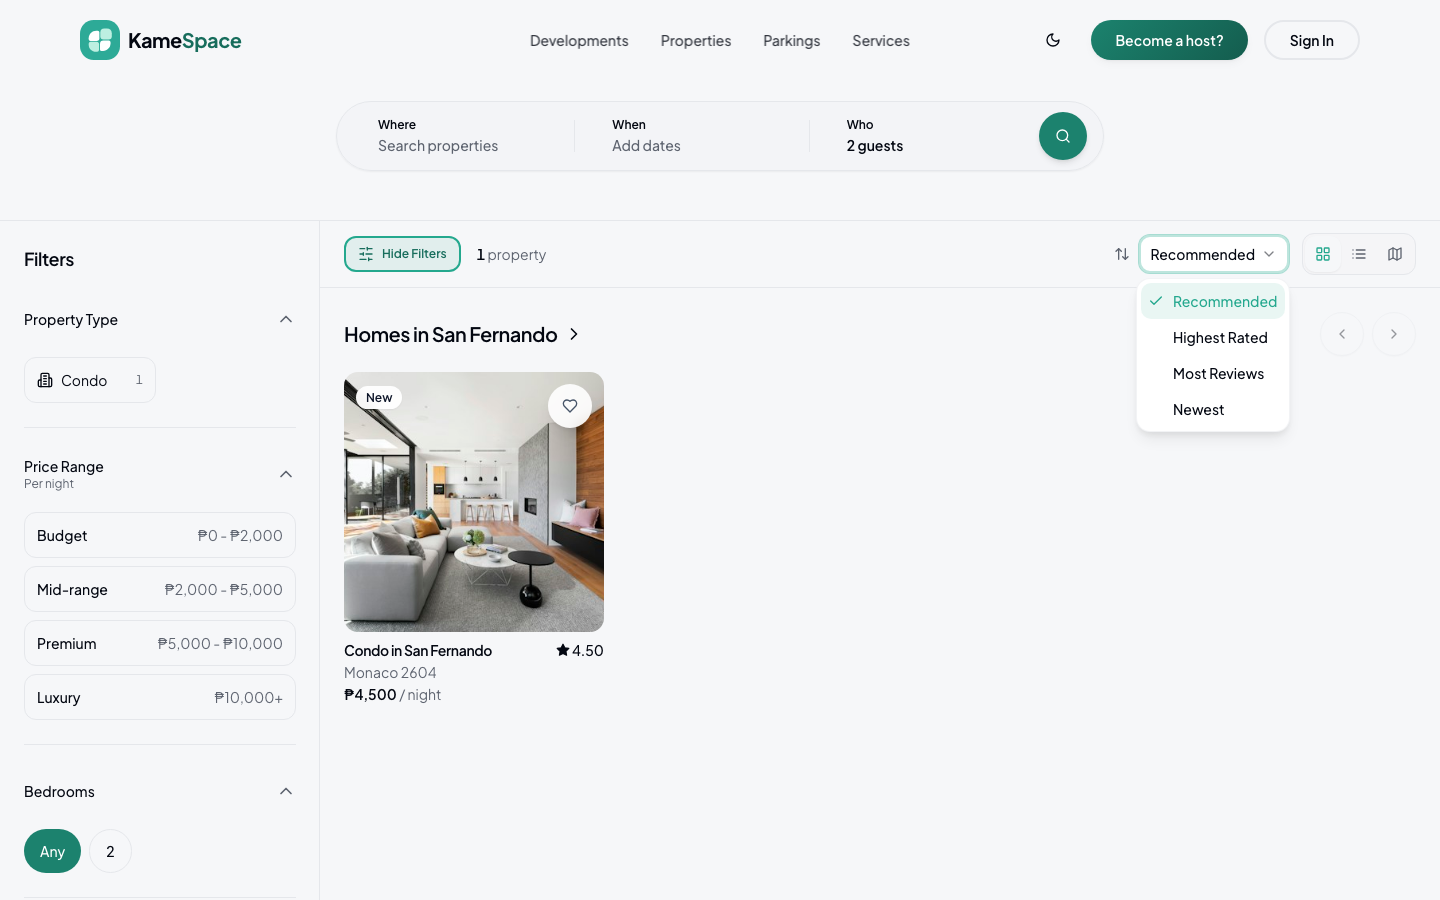 KameSpace
Developments
Properties
Parkings
Services
Become a host?
Sign In
Where
Search properties
When
Add dates
Who
2 guests
Filters
Hide Filters
1 property
Recommended
Property Type
Condo 1
Price Range
Per night
Budget ₱0 - ₱2,000
Mid-range ₱2,000 - ₱5,000
Premium ₱5,000 - ₱10,000
Luxury ₱10,000+
Bedrooms
Any
2
Recommended
Highest Rated
Most Reviews
Newest
Homes in San Fernando
New
Condo in San Fernando 4.50
Monaco 2604
₱4,500 / night